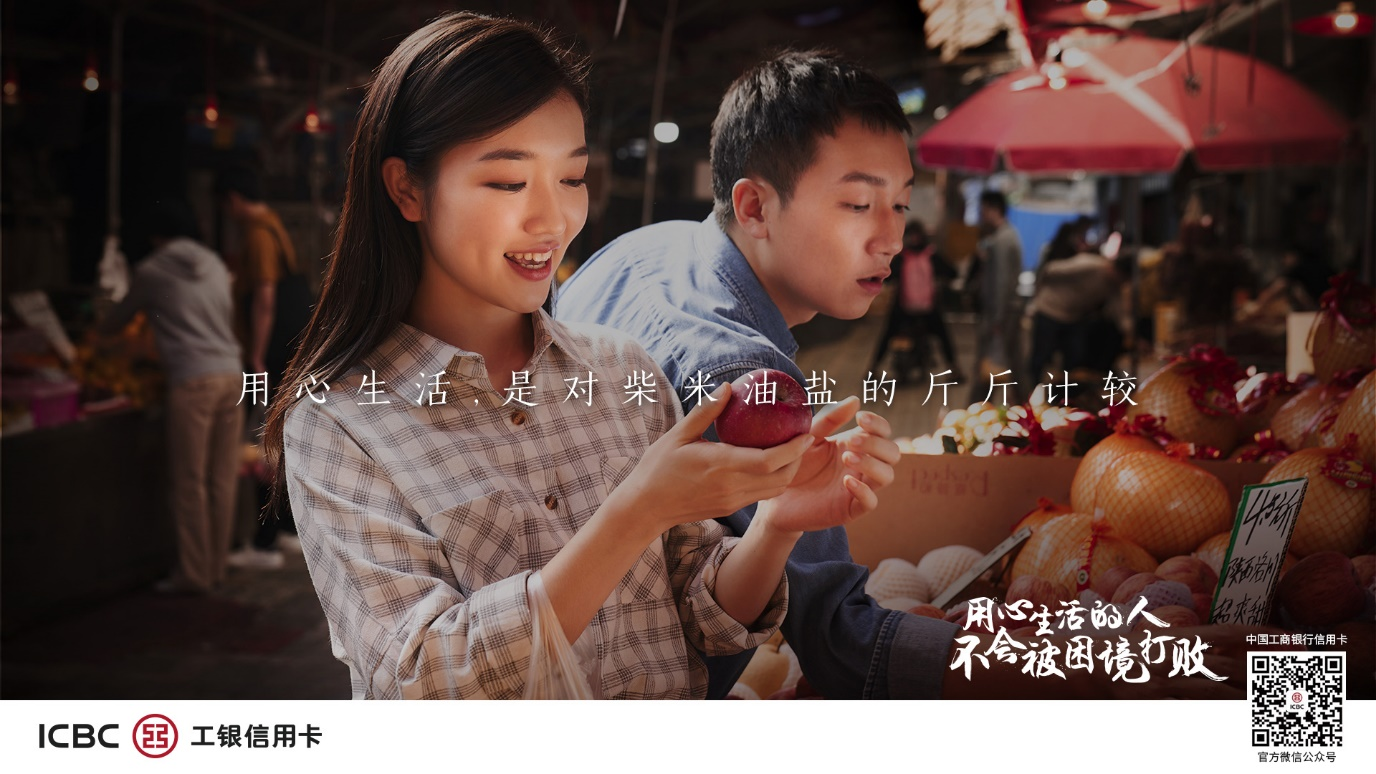 用心生活,是对柴米油盐的斤斤计较
用心生活的人
不会被困境打败
中国工商银行信用卡
ICBC
官方微信公众号
ICBC 工银信用卡